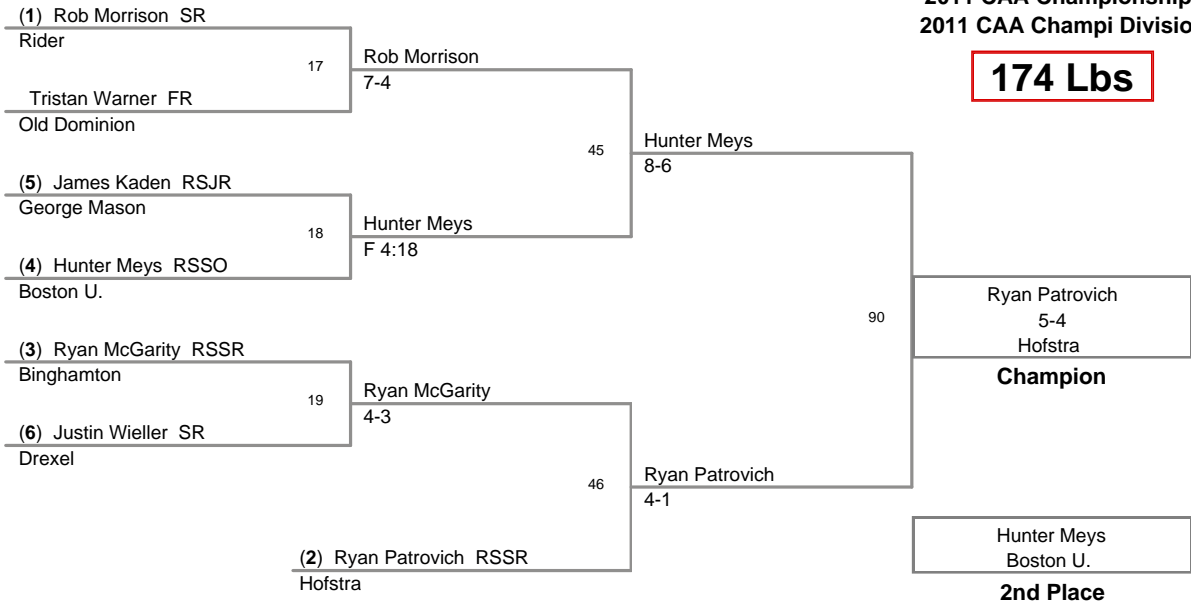 2011 CAA Championship
2011 CAA Champi Divisio
174 Lbs
(1) Rob Morrison SR
Rider
17
Rob Morrison
7-4
Tristan Warner FR
Old Dominion
45
Hunter Meys
8-6
(5) James Kaden RSJR
George Mason
18
Hunter Meys
F 4:18
(4) Hunter Meys RSSO
Boston U.
90
Ryan Patrovich
5-4
Hofstra
Champion
(3) Ryan McGarity RSSR
Binghamton
19
Ryan McGarity
4-3
(6) Justin Wieller SR
Drexel
46
Ryan Patrovich
4-1
(2) Ryan Patrovich RSSR
Hofstra
Hunter Meys
Boston U.
2nd Place